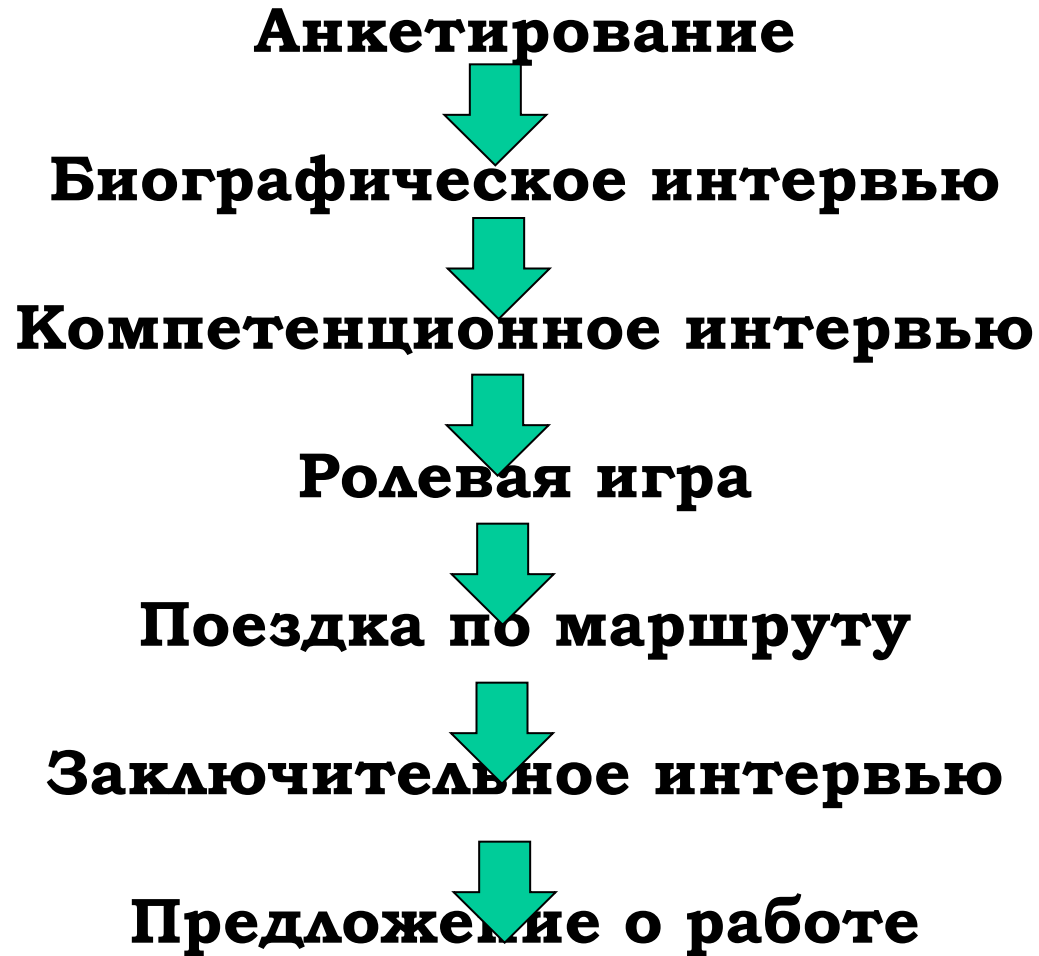 Анкетирование
Биографическое интервью
Компетенционное интервью
Ролевая игра
Поездка по маршруту
Заключительное интервью
Предложение о работе